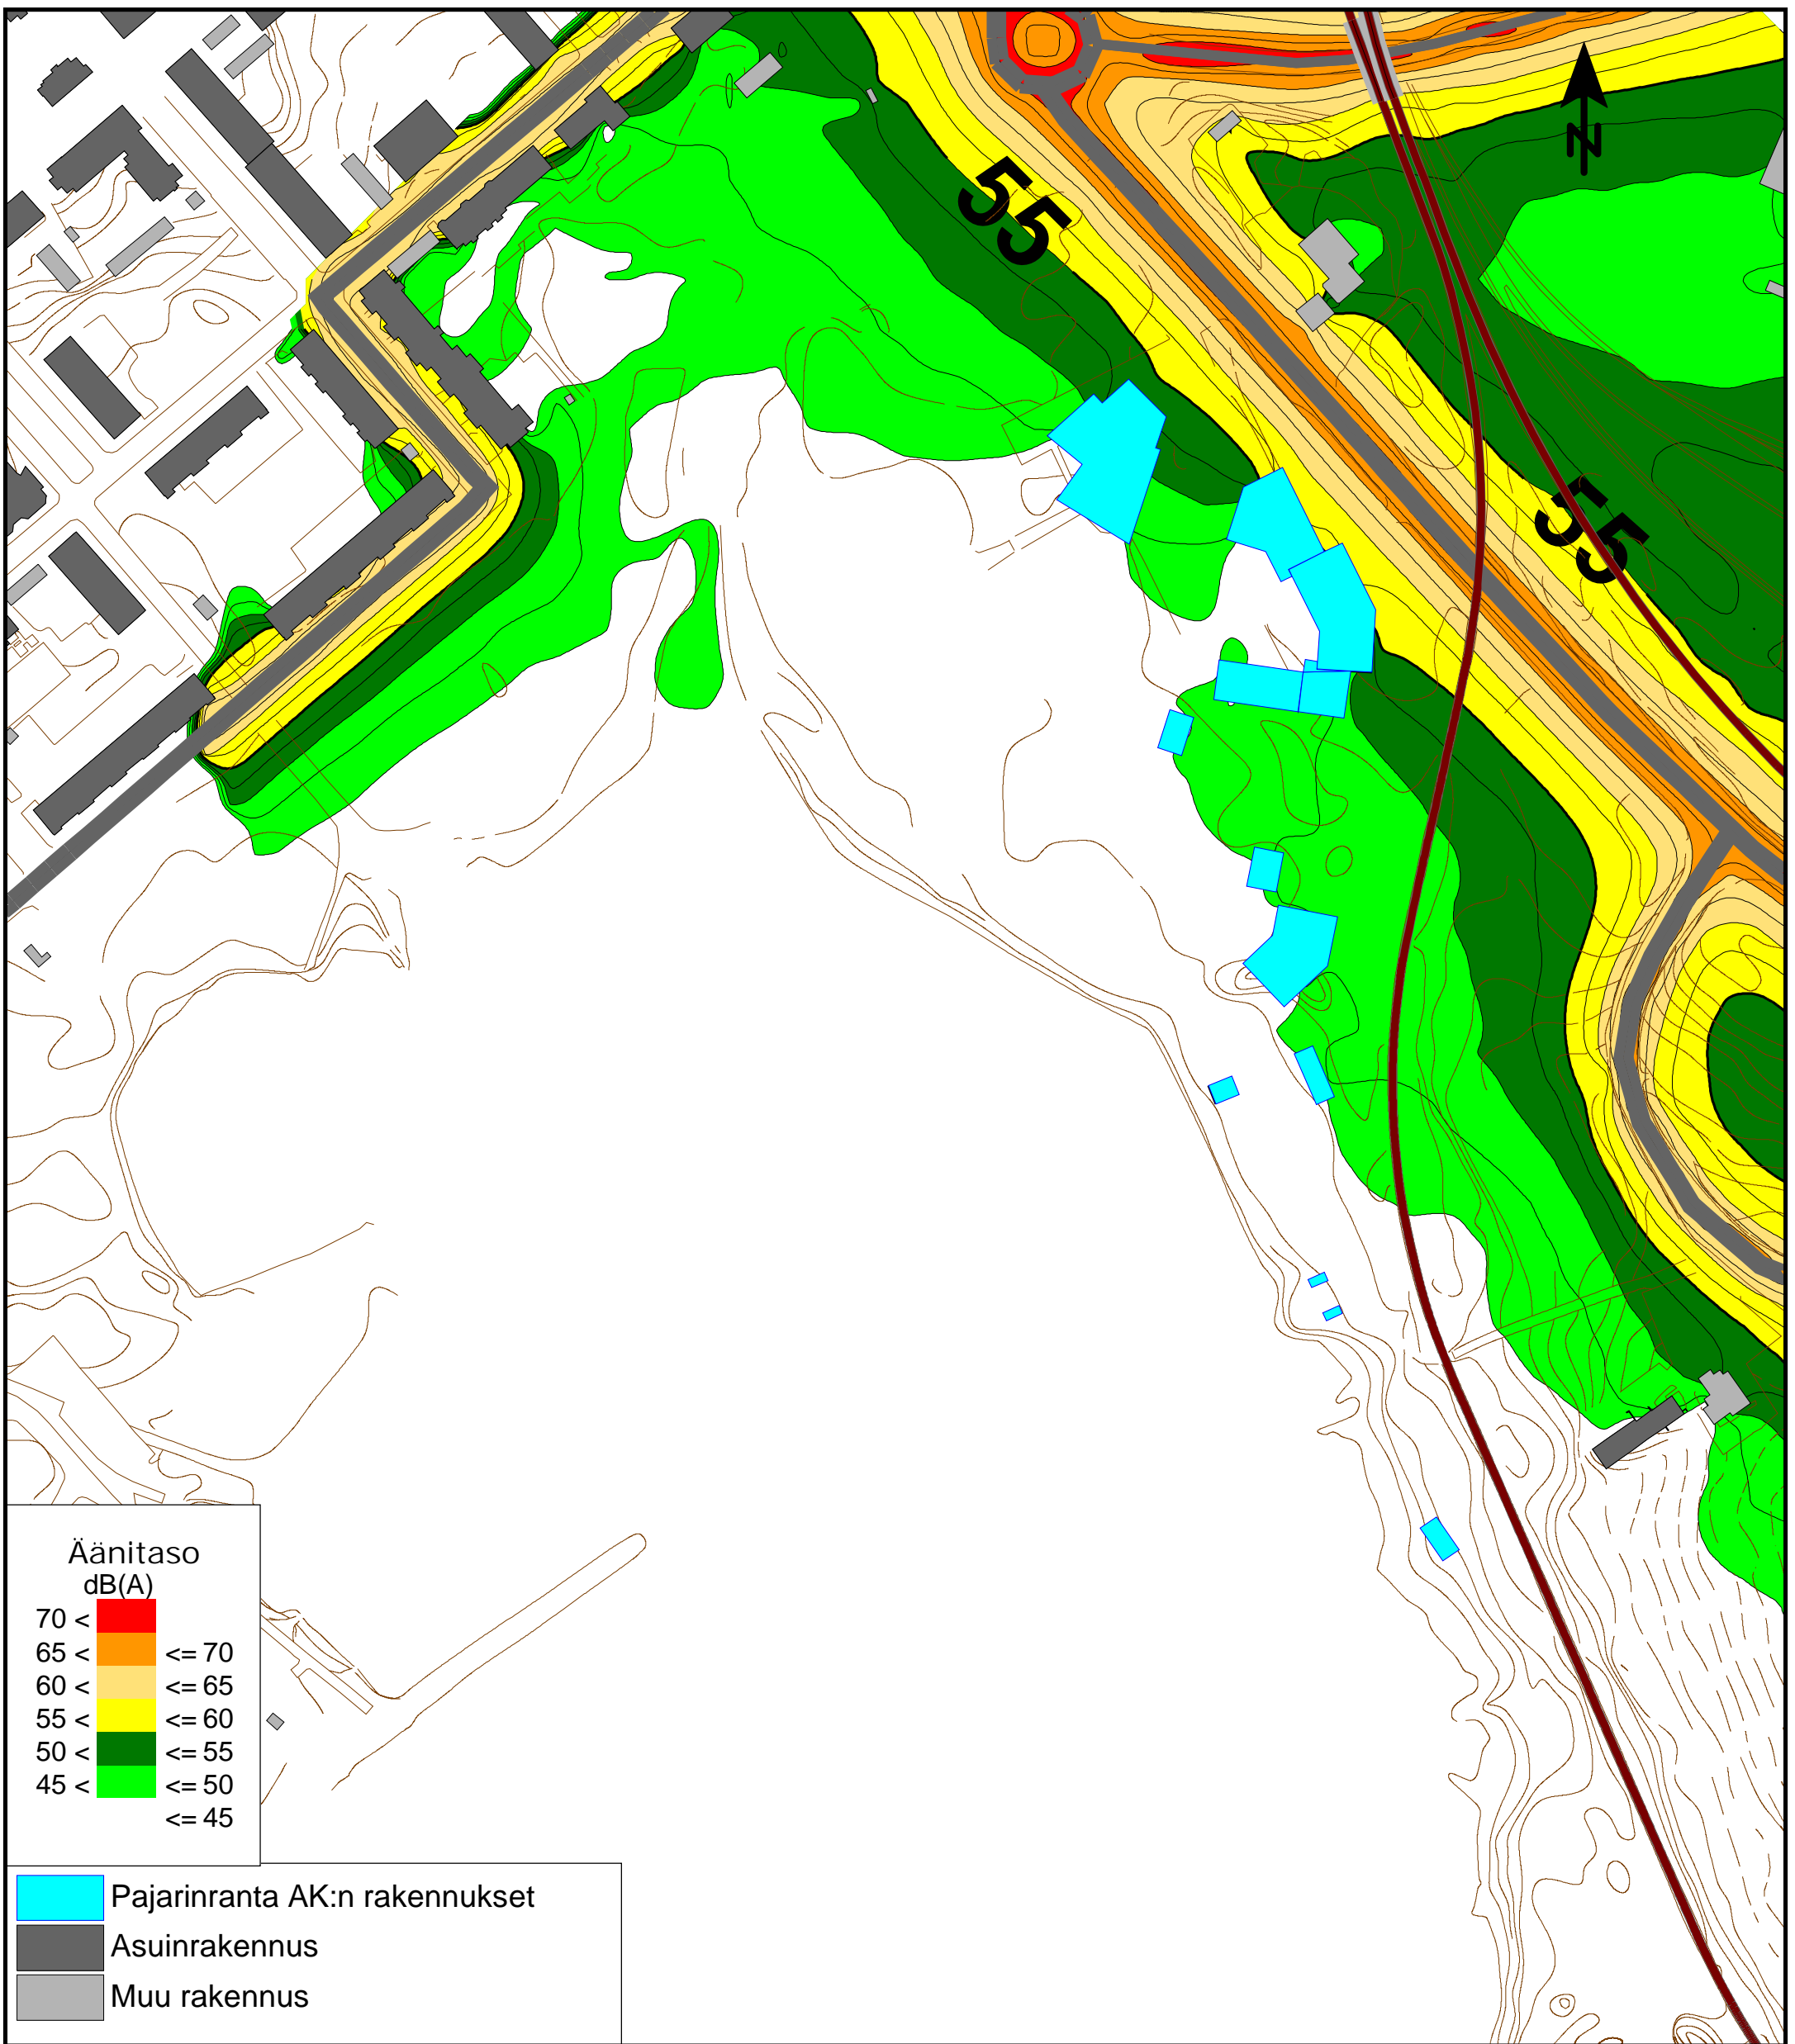 N
55
55
Äänitaso
dB(A)
70 <
65 < <= 70
60 < <= 65
55 < <= 60
50 < <= 55
45 < <= 50
<= 45
Pajarinranta AK:n rakennukset
Asuinrakennus
Muu rakennus